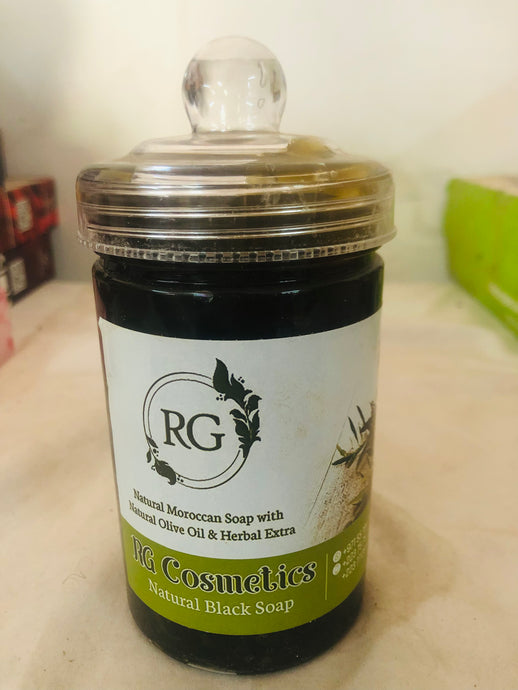 RG
Natural Moroccan Soap with
Natural Olive Oil & Herbal Extra
RG Cosmetics
Natural Black Soap